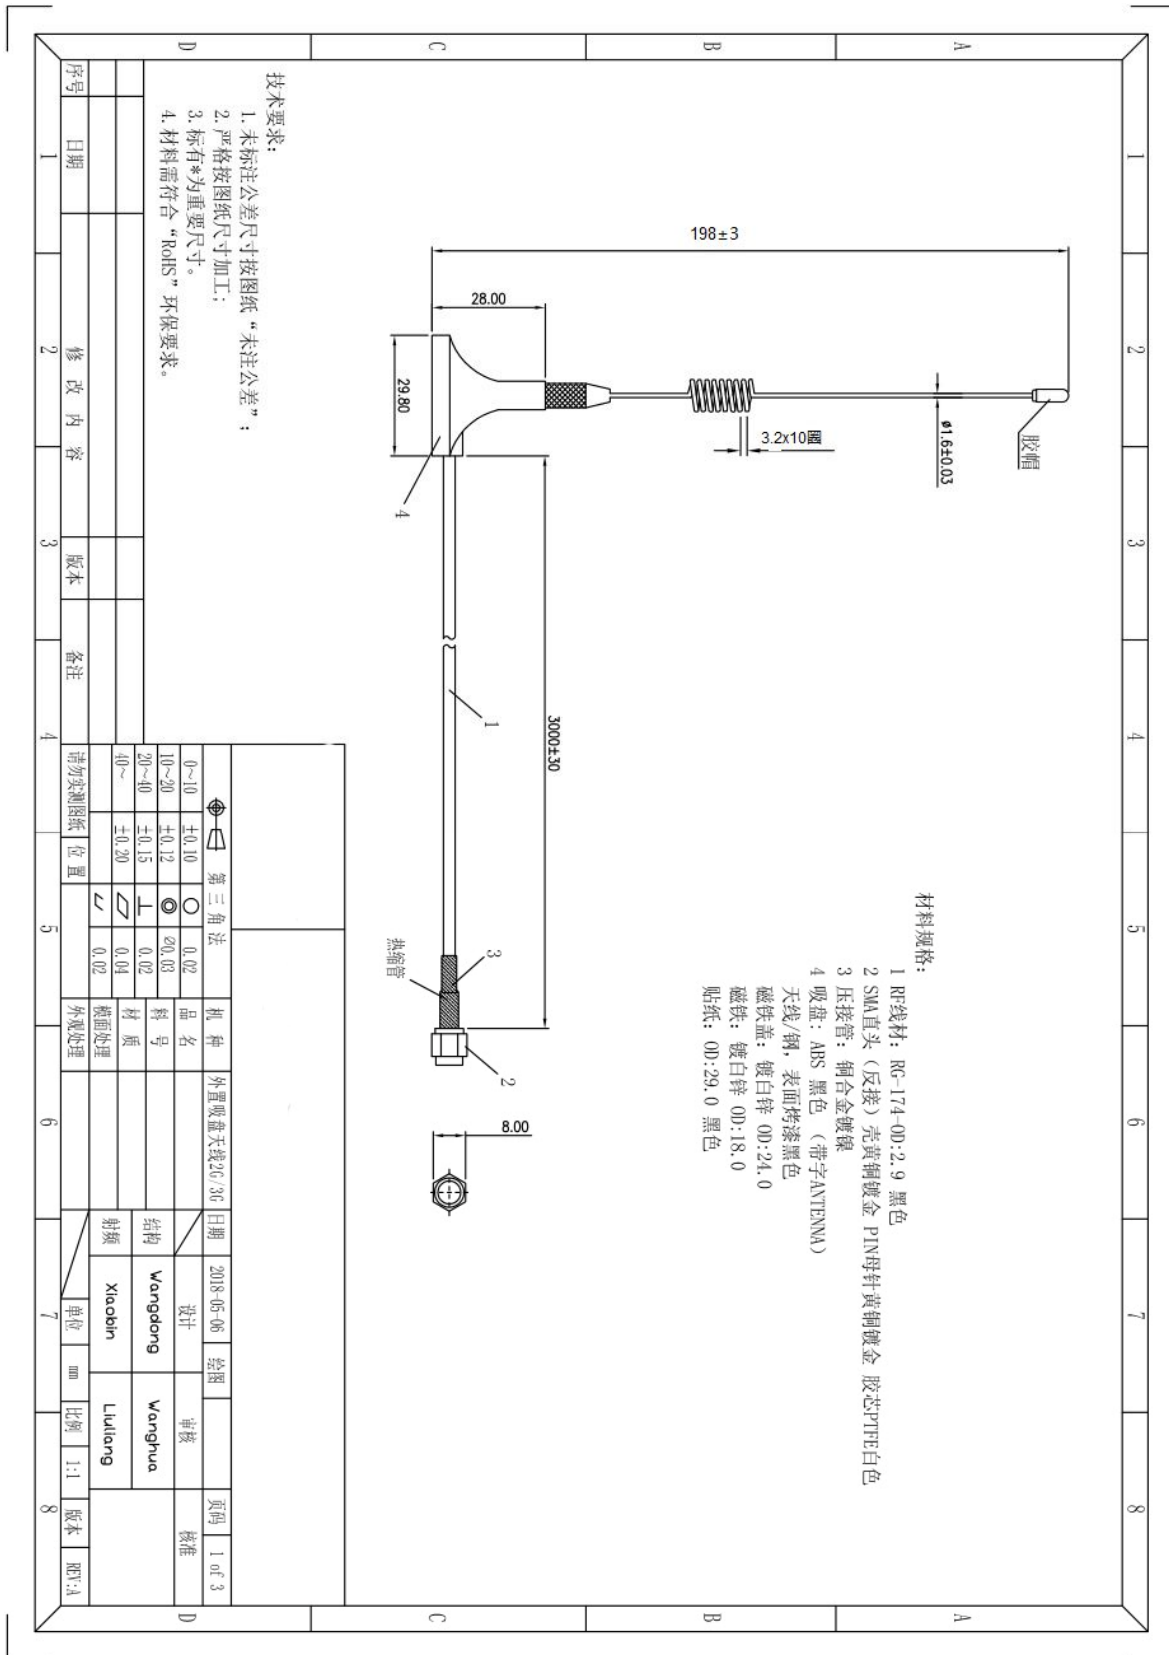 1 2 3 4 5 6 7 8
A
B
C
D
技术要求:
1. 未标注公差尺寸按图纸“未注公差”;
2. 严格按图纸尺寸加工;
3. 标有*为重要尺寸。
4. 材料需符合“RoHS”环保要求。
198±3
28.00
29.80
3.2x10圈
ø1.6±0.03
胶帽
4
3000±30
1
3
热缩管
2
8.00
材料规格:
1 RF线材: RG-174-OD:2.9 黑色
2 SMA直头 (反接) 壳黄铜镀金 PIN母针黄铜镀金 胶芯PTFE白色
3 压接管: 铜合金镀镍
4 吸盘: ABS 黑色 (带字ANTENNA)
天线/钢, 表面烤漆黑色
磁铁盖: 镀白锌 OD:24.0
磁铁: 镀白锌 OD:18.0
贴纸: OD:29.0 黑色
第三角法
0~10 ±0.10 0.02
10~20 ±0.12 Ø0.03
20~40 ±0.15 0.02
40~ ±0.20 0.04
0.02
请勿实测图纸 位置
机种 外置吸盘天线2G/3G
品名
料号
材质
模面处理
外观处理
日期 2018-05-06 绘图 页码 1 of 3
设计 审核 核准
结构 Wangdong Wanghua
射频 Xiaobin Liuliang
单位 mm 比例 1:1 版本 REV:A
序号 日期 修改内容 版本 备注
1 2 3 4 5 6 7 8
A
B
C
D